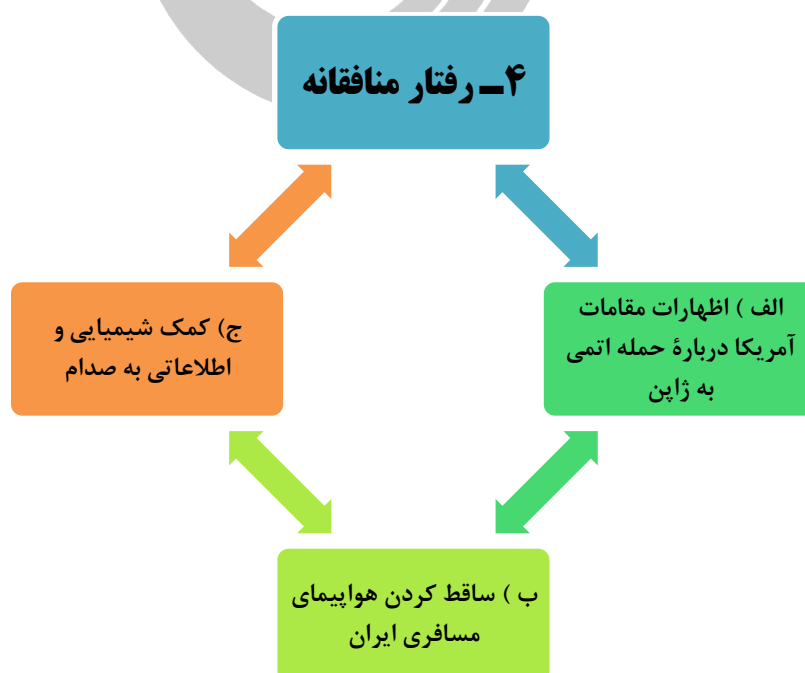 ۴ـ رفتار منافقانه
الف ) اظهارات مقامات
آمریکا دربارهٔ حمله اتمی
به ژاپن
ب ) ساقط کردن هواپیمای
مسافری ایران
ج) کمک شیمیایی و
اطلاعاتی به صدام